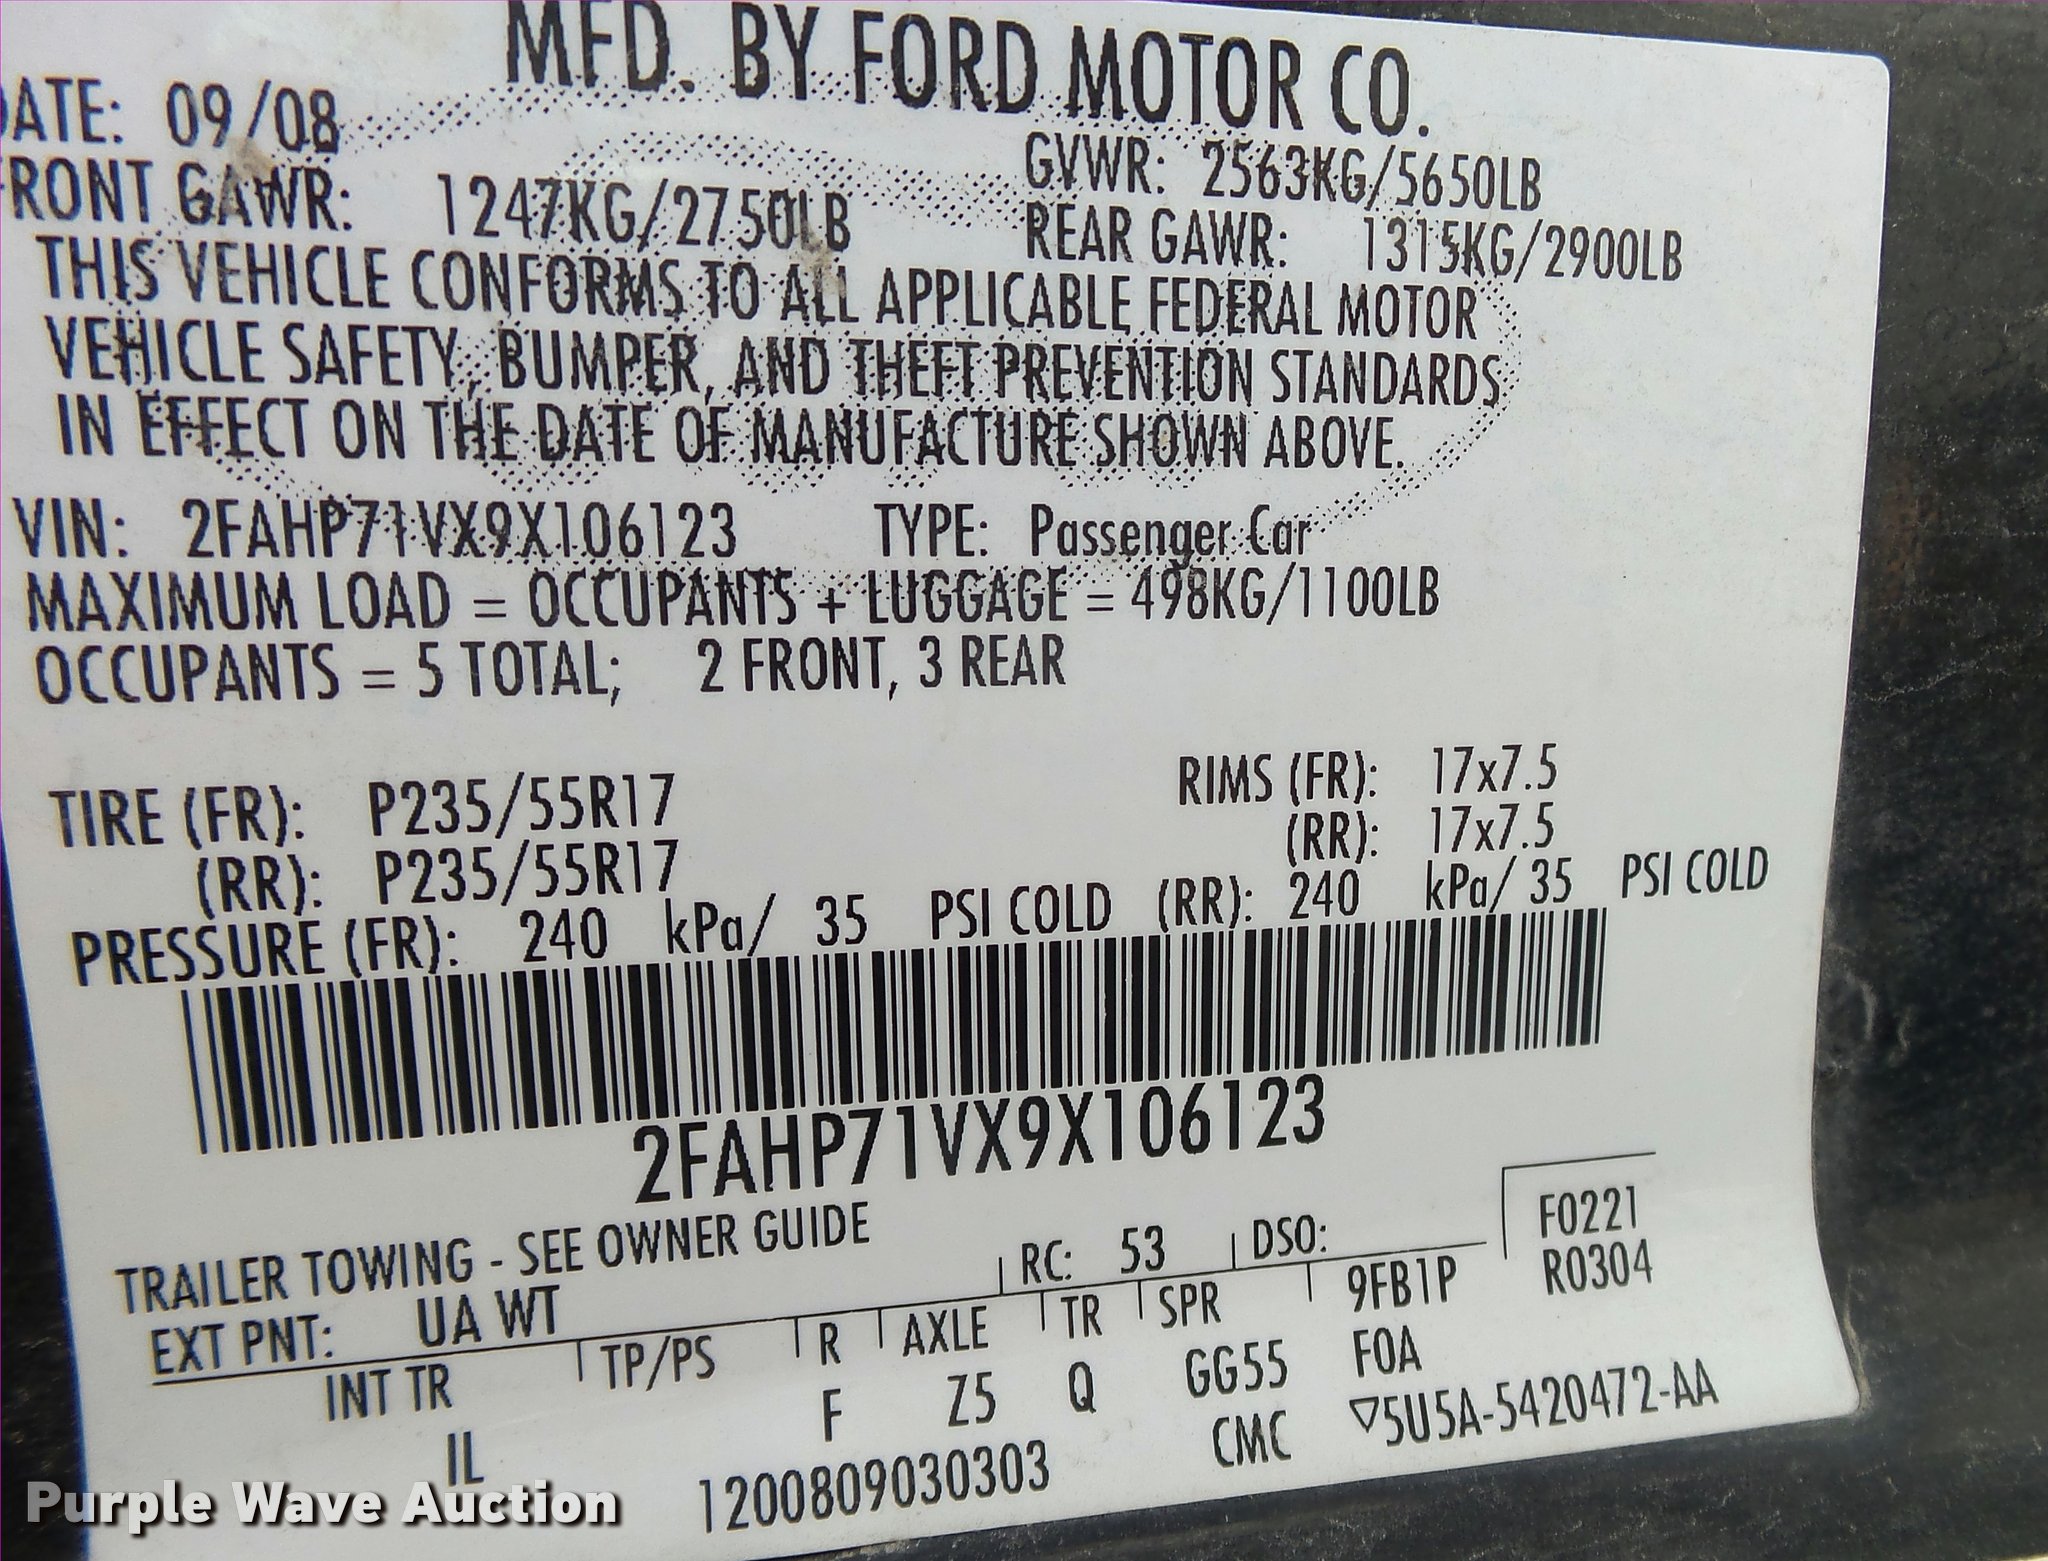 MFD. BY FORD MOTOR CO.
DATE: 09/08
GVWR: 2563KG/5650LB
FRONT GAWR: 1247KG/2750LB REAR GAWR: 1315KG/2900LB
THIS VEHICLE CONFORMS TO ALL APPLICABLE FEDERAL MOTOR
VEHICLE SAFETY, BUMPER, AND THEFT PREVENTION STANDARDS
IN EFFECT ON THE DATE OF MANUFACTURE SHOWN ABOVE.
VIN: 2FAHP71VX9X106123 TYPE: Passenger Car
MAXIMUM LOAD = OCCUPANTS + LUGGAGE = 498KG/1100LB
OCCUPANTS = 5 TOTAL; 2 FRONT, 3 REAR
TIRE (FR): P235/55R17 RIMS (FR): 17x7.5
(RR): P235/55R17 (RR): 17x7.5
PRESSURE (FR): 240 kPa/ 35 PSI COLD (RR): 240 kPa/ 35 PSI COLD
2FAHP71VX9X106123
TRAILER TOWING - SEE OWNER GUIDE
F0221
EXT PNT: UA WT RC: 53 DSO: R0304
INT TR TP/PS R AXLE TR SPR 9FB1P
IL F Z5 Q GG55 FOA
1200809030303 CMC ▽5U5A-5420472-AA
Purple Wave Auction